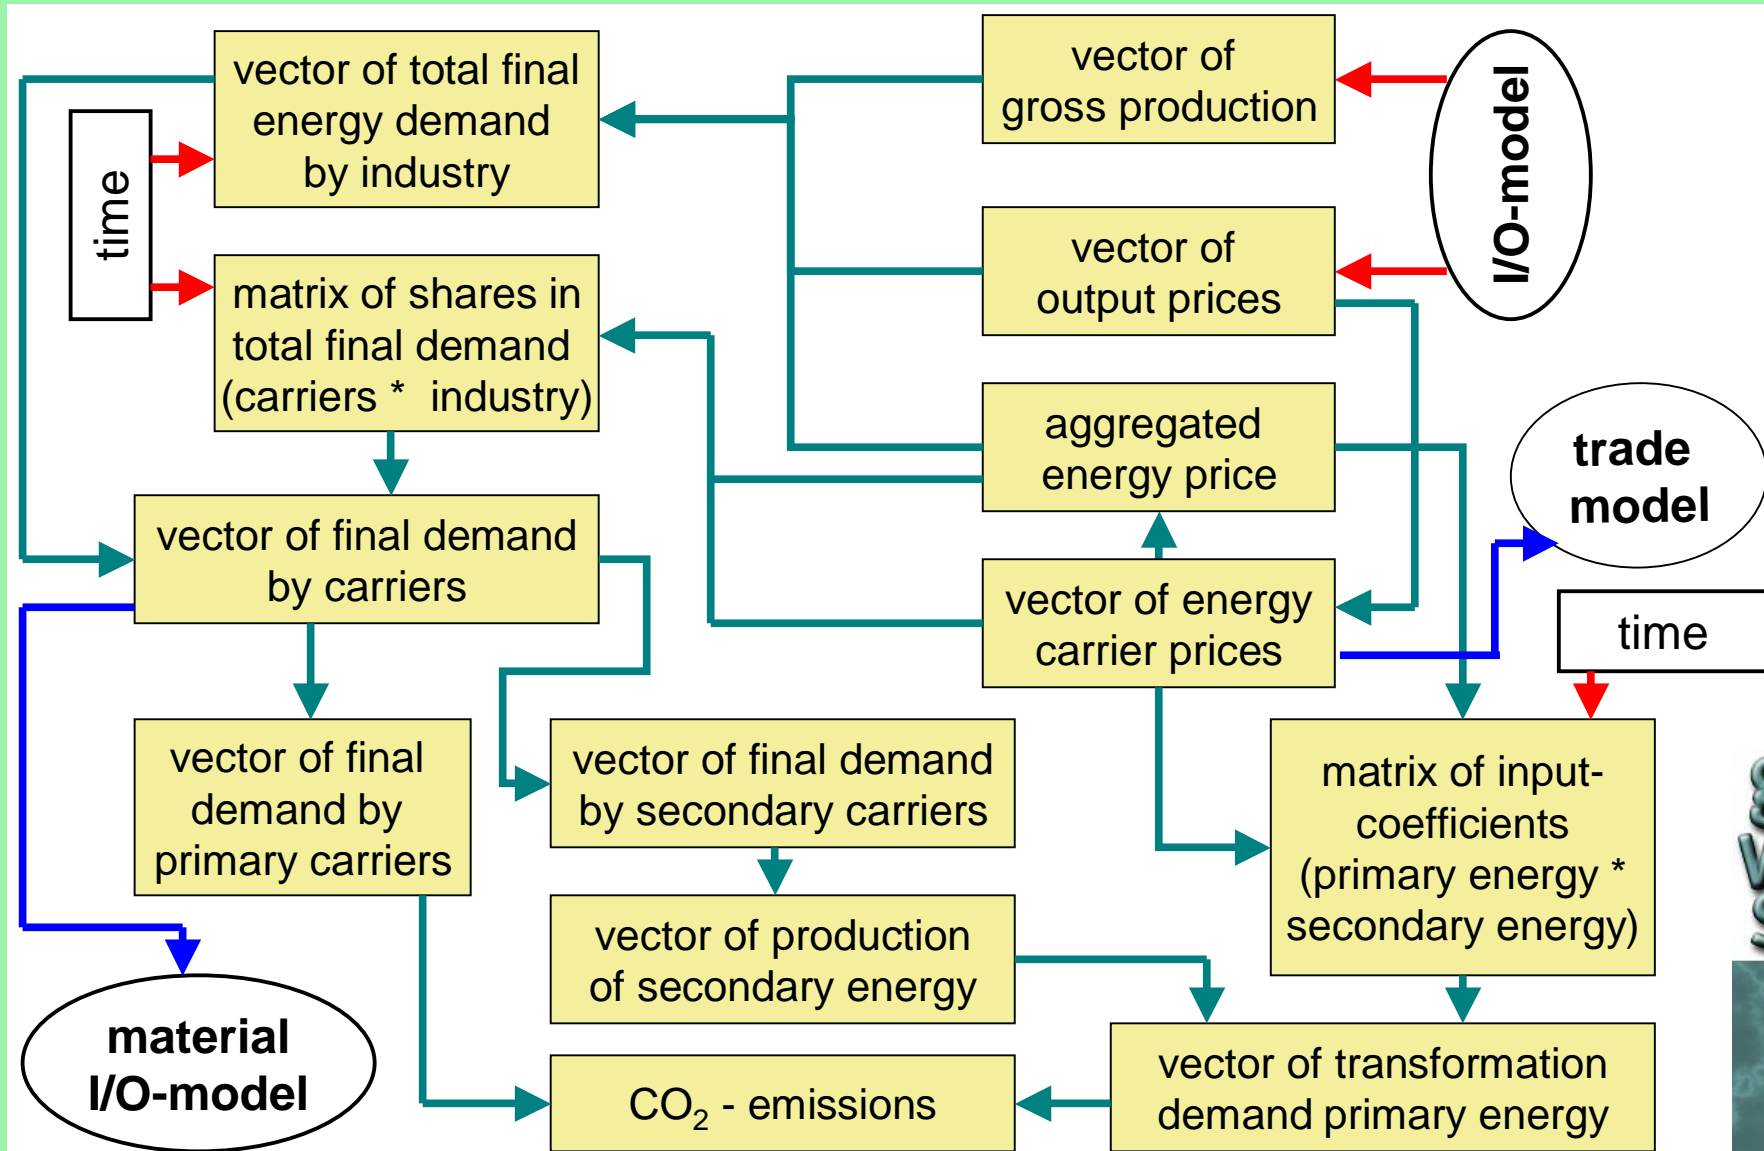 vector of total final
energy demand
by industry
vector of
gross production
I/O-model
time
matrix of shares in
total final demand
(carriers * industry)
vector of
output prices
aggregated
energy price
trade
model
vector of final demand
by carriers
vector of energy
carrier prices
time
vector of final
demand by
primary carriers
vector of final demand
by secondary carriers
matrix of input-
coefficients
(primary energy *
secondary energy)
vector of production
of secondary energy
material
I/O-model
CO₂ - emissions
vector of transformation
demand primary energy